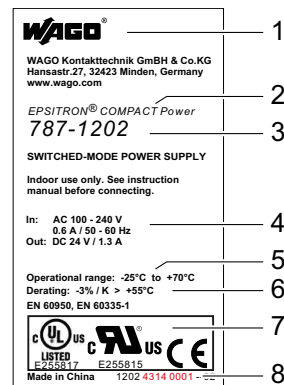 WAGO®
WAGO Kontakttechnik GmBH & Co.KG
Hansastr.27, 32423 Minden, Germany
www.wago.com
EPSITRON® COMPACT Power
787-1202
SWITCHED-MODE POWER SUPPLY
Indoor use only. See instruction
manual before connecting.
In: AC 100 - 240 V
0.6 A / 50 - 60 Hz
Out: DC 24 V / 1.3 A
Operational range: -25°C to +70°C
Derating: -3% / K > +55°C
EN 60950, EN 60335-1
C UL US LISTED
E255817
c UR ® US
E255815
CE
Made in China 1202 4314 0001
1
2
3
4
5
6
7
8